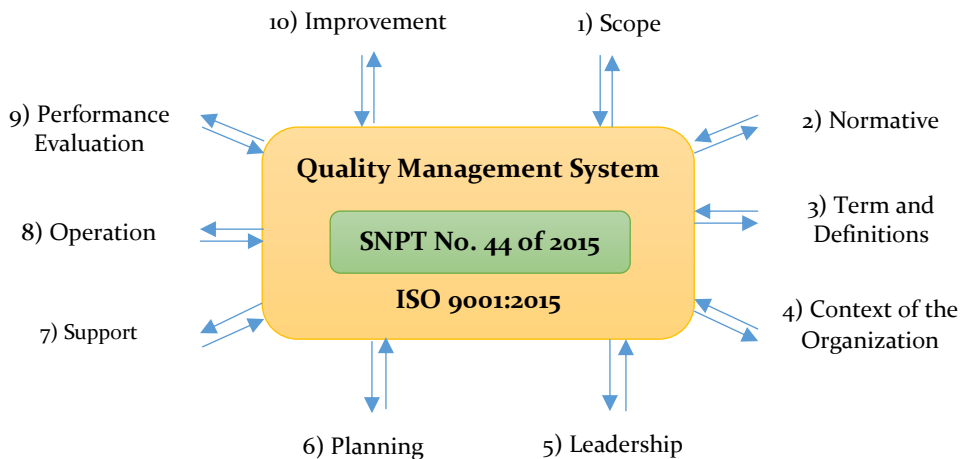 10) Improvement
1) Scope
9) Performance
Evaluation
2) Normative
Quality Management System
8) Operation
SNPT No. 44 of 2015
3) Term and
Definitions
ISO 9001:2015
7) Support
4) Context of the
Organization
6) Planning
5) Leadership